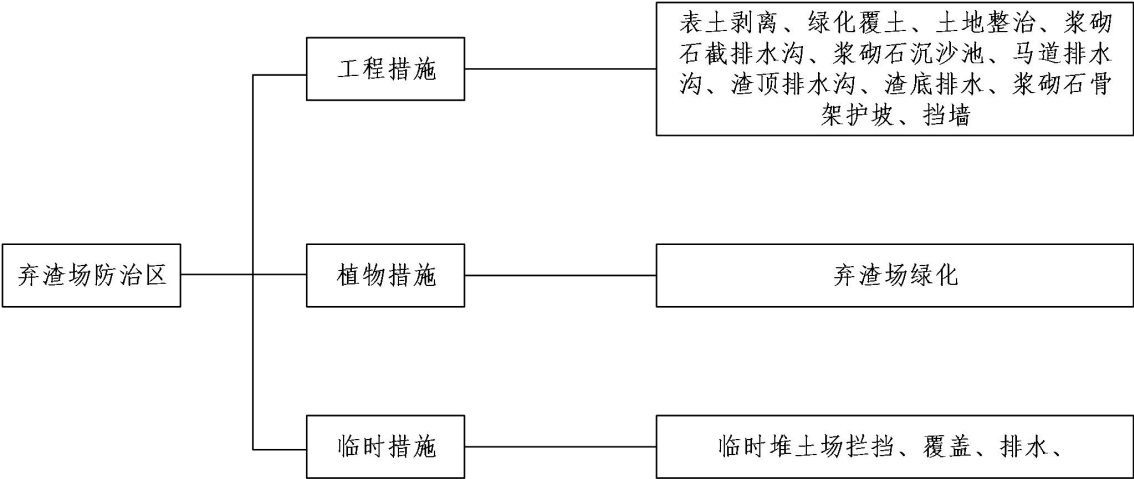 表土剥离、绿化覆土、土地整治、浆砌
石截排水沟、浆砌石沉沙池、马道排水
沟、渣顶排水沟、渣底排水、浆砌石骨
架护坡、挡墙
工程措施
弃渣场防治区
植物措施
弃渣场绿化
临时措施
临时堆土场拦挡、覆盖、排水、